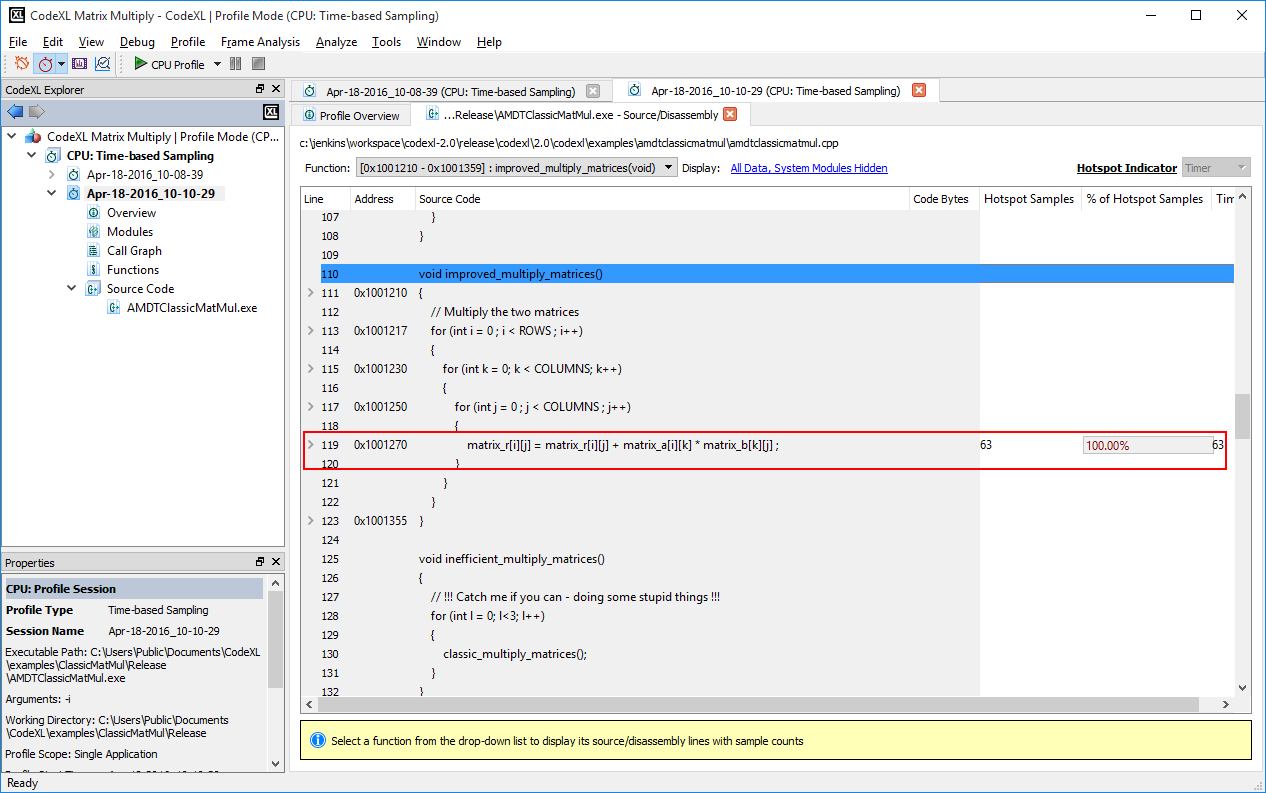 CodeXL Matrix Multiply - CodeXL | Profile Mode (CPU: Time-based Sampling)
File Edit View Debug Profile Frame Analysis Analyze Tools Window Help
CPU Profile
CodeXL Explorer
CodeXL Matrix Multiply | Profile Mode (CP...
CPU: Time-based Sampling
Apr-18-2016_10-08-39
Apr-18-2016_10-10-29
Overview
Modules
Call Graph
Functions
Source Code
AMDTClassicMatMul.exe
Properties
CPU: Profile Session
Profile Type Time-based Sampling
Session Name Apr-18-2016_10-10-29
Executable Path: C:\Users\Public\Documents\CodeXL
\examples\ClassicMatMul\Release
\AMDTClassicMatMul.exe
Arguments: -i
Working Directory: C:\Users\Public\Documents
\CodeXL\examples\ClassicMatMul\Release
Profile Scope: Single Application
Apr-18-2016_10-08-39 (CPU: Time-based Sampling) Apr-18-2016_10-10-29 (CPU: Time-based Sampling)
Profile Overview ...Release\AMDTClassicMatMul.exe - Source/Disassembly
c:\jenkins\workspace\codexl-2.0\release\codexl\2.0\codexl\examples\amdtclassicmatmul\amdtclassicmatmul.cpp
Function: [0x1001210 - 0x1001359] : improved_multiply_matrices(void) Display: All Data, System Modules Hidden Hotspot Indicator Timer
Line Address Source Code Code Bytes Hotspot Samples % of Hotspot Samples Tim
107 }
108 }
109
110 void improved_multiply_matrices()
111 0x1001210 {
112 // Multiply the two matrices
113 0x1001217 for (int i = 0 ; i < ROWS ; i++)
114 {
115 0x1001230 for (int k = 0; k < COLUMNS; k++)
116 {
117 0x1001250 for (int j = 0 ; j < COLUMNS ; j++)
118 {
119 0x1001270 matrix_r[i][j] = matrix_r[i][j] + matrix_a[i][k] * matrix_b[k][j] ; 63 100.00% 63
120 }
121 }
122 }
123 0x1001355 }
124
125 void inefficient_multiply_matrices()
126 {
127 // !!! Catch me if you can - doing some stupid things !!!
128 for (int l = 0; l<3; l++)
129 {
130 classic_multiply_matrices();
131 }
132 }
Select a function from the drop-down list to display its source/disassembly lines with sample counts
Ready